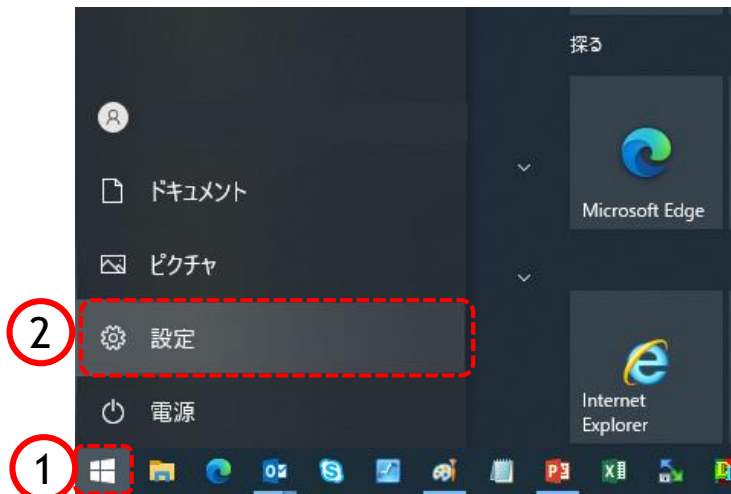 探る
ドキュメント
Microsoft Edge
ピクチャ
2
設定
Internet
Explorer
電源
1